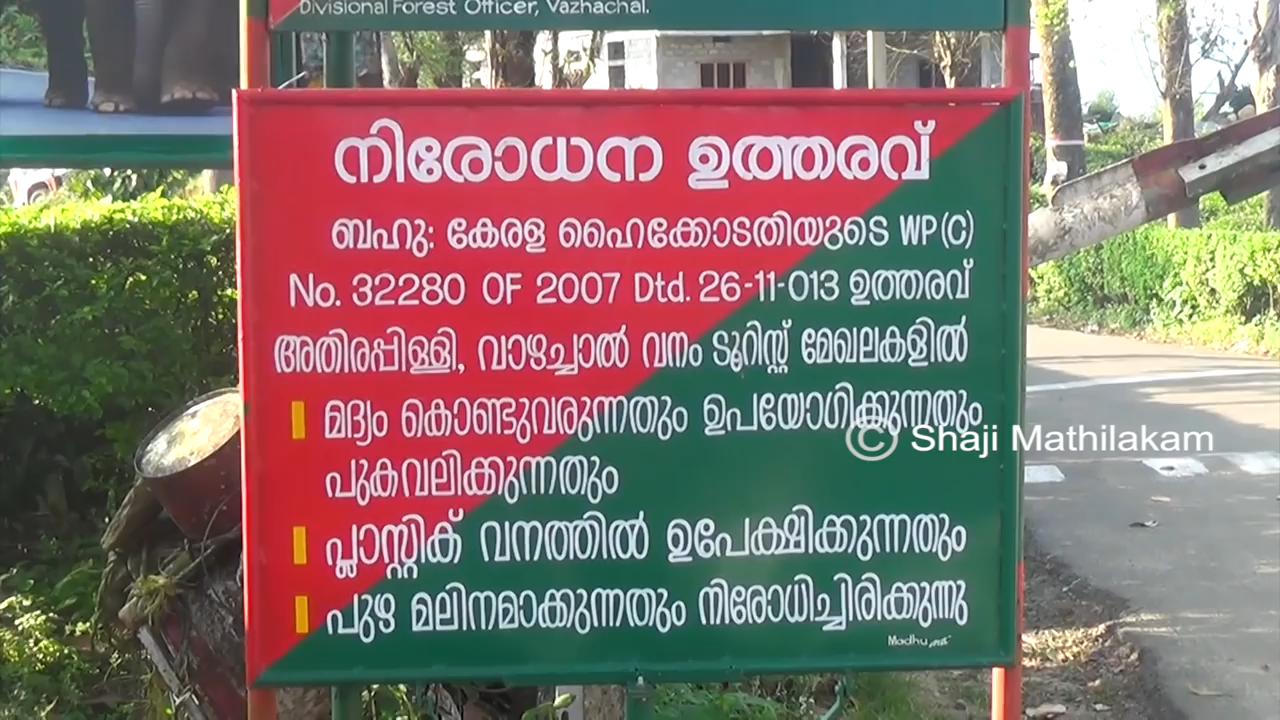 Divisional Forest Officer, Vazhachal.
നിരോധന ഉത്തരവ്
ബഹു: കേരള ഹൈക്കോടതിയുടെ WP(C)
No. 32280 OF 2007 Dtd. 26-11-013 ഉത്തരവ്
അതിരപ്പിള്ളി, വാഴച്ചാൽ വനം ടൂറിസ്റ്റ് മേഖലകളിൽ
മദ്യം കൊണ്ടുവരുന്നതും ഉപയോഗിക്കുന്നതും
പുകവലിക്കുന്നതും
പ്ലാസ്റ്റിക് വനത്തിൽ ഉപേക്ഷിക്കുന്നതും
പുഴ മലിനമാക്കുന്നതും നിരോധിച്ചിരിക്കുന്നു
Madhu
© Shaji Mathilakam